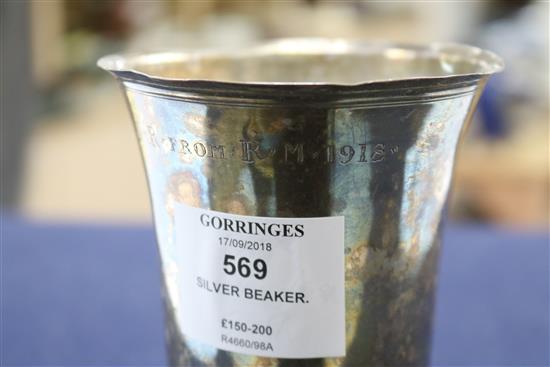 R · FROM · R · M · 1918 ·
GORRINGES
17/09/2018
569
SILVER BEAKER.
£150-200
R4660/98A